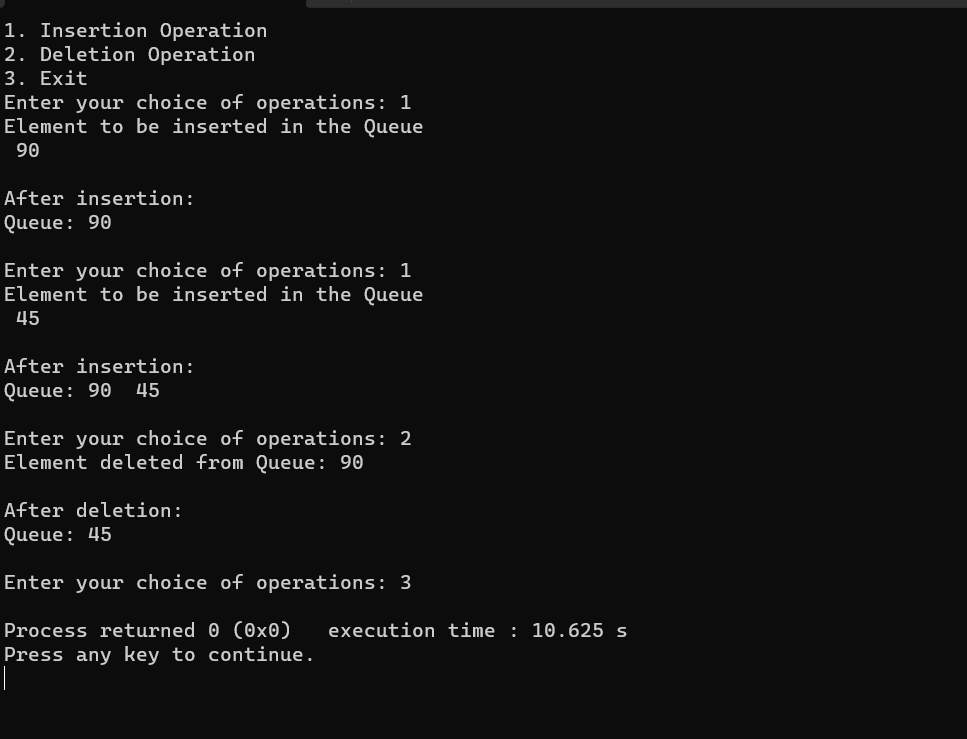 1. Insertion Operation
2. Deletion Operation
3. Exit
Enter your choice of operations: 1
Element to be inserted in the Queue
 90
After insertion:
Queue: 90
Enter your choice of operations: 1
Element to be inserted in the Queue
 45
After insertion:
Queue: 90  45
Enter your choice of operations: 2
Element deleted from Queue: 90
After deletion:
Queue: 45
Enter your choice of operations: 3
Process returned 0 (0x0)   execution time : 10.625 s
Press any key to continue.